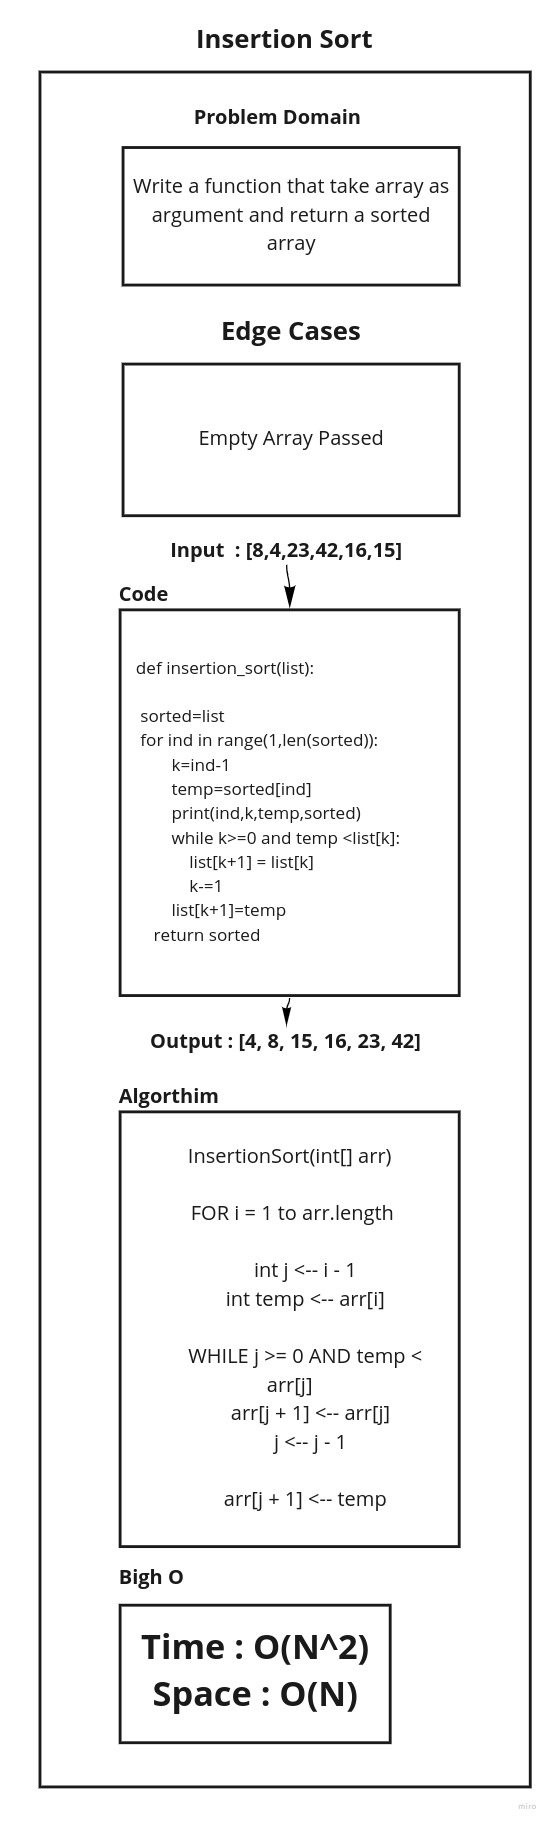 Insertion Sort
Problem Domain
Write a function that take array as
argument and return a sorted
array
Edge Cases
Empty Array Passed
Input  : [8,4,23,42,16,15]
Code
def insertion_sort(list):
sorted=list
for ind in range(1,len(sorted)):
k=ind-1
temp=sorted[ind]
print(ind,k,temp,sorted)
while k>=0 and temp <list[k]:
list[k+1] = list[k]
k-=1
list[k+1]=temp
return sorted
Output : [4, 8, 15, 16, 23, 42]
Algorthim
InsertionSort(int[] arr)
FOR i = 1 to arr.length
int j <-- i - 1
int temp <-- arr[i]
WHILE j >= 0 AND temp <
arr[j]
arr[j + 1] <-- arr[j]
j <-- j - 1
arr[j + 1] <-- temp
Bigh O
Time : O(N^2)
Space : O(N)
miro